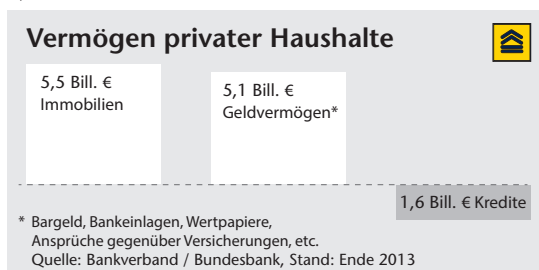 Vermögen privater Haushalte
5,5 Bill. €
Immobilien
5,1 Bill. €
Geldvermögen*
1,6 Bill. € Kredite
* Bargeld, Bankeinlagen, Wertpapiere,
Ansprüche gegenüber Versicherungen, etc.
Quelle: Bankverband / Bundesbank, Stand: Ende 2013